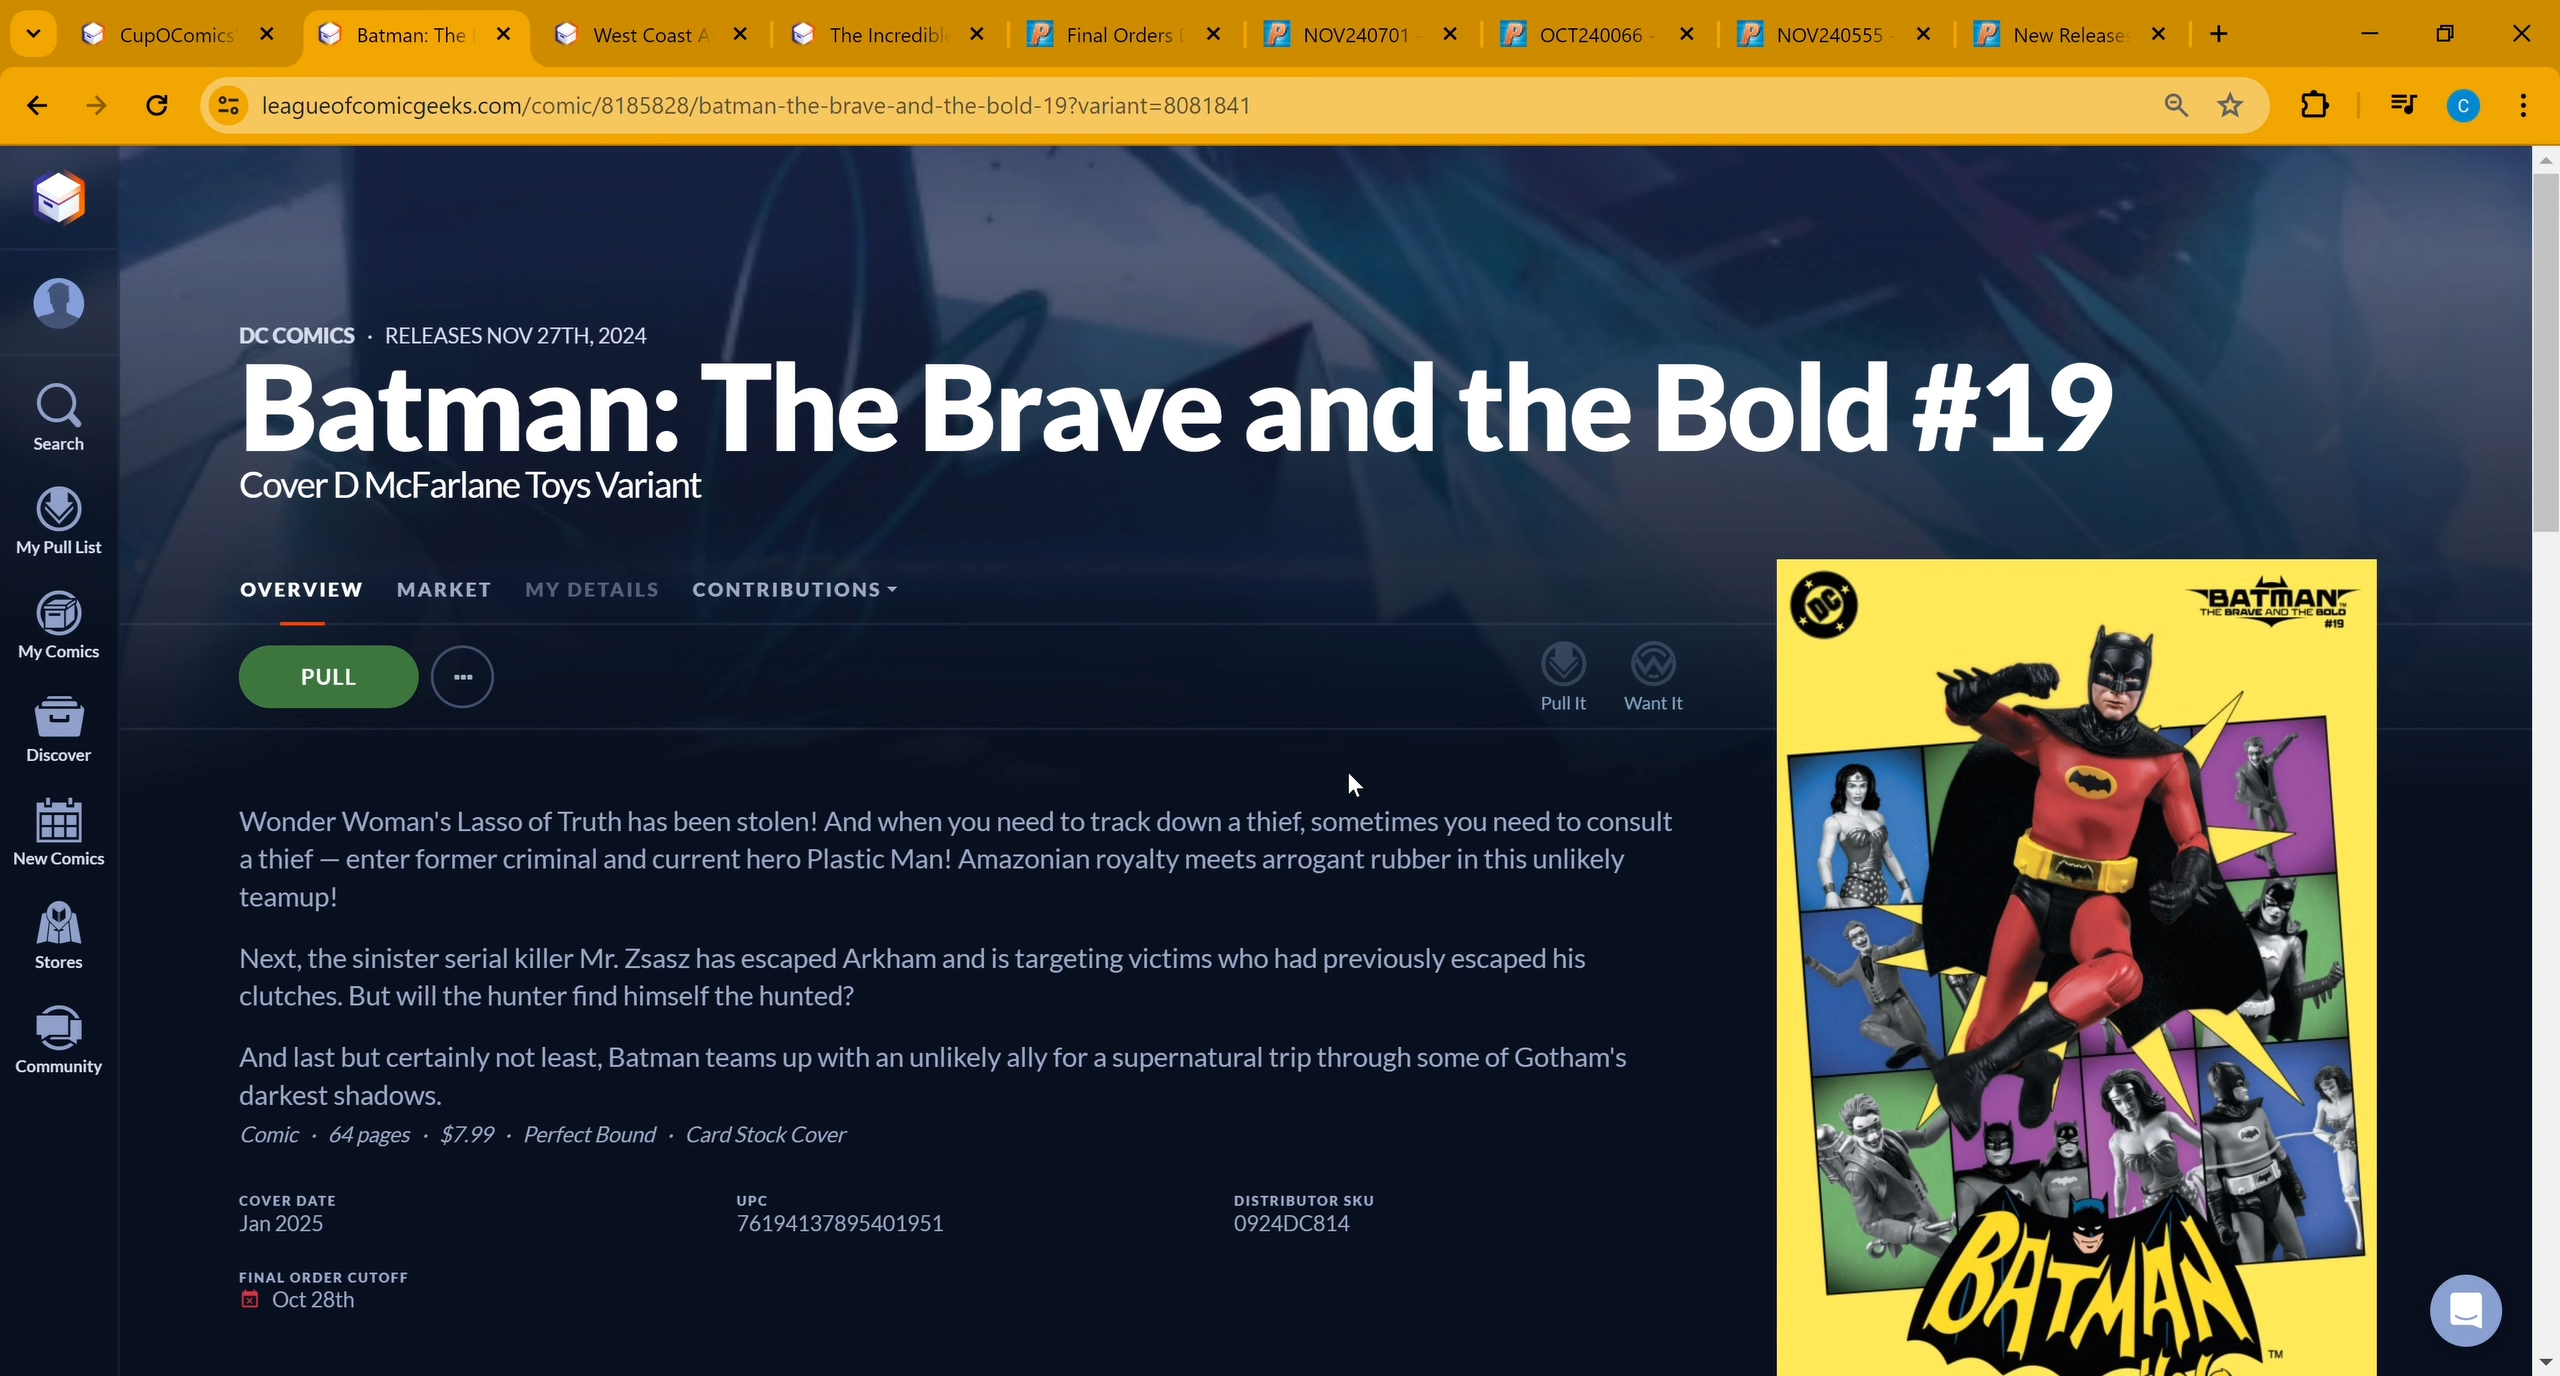 CupOComics
Batman: The
West Coast A
The Incredibl
Final Orders D
NOV240701 -
OCT240066 -
NOV240555 -
New Release
leagueofcomicgeeks.com/comic/8185828/batman-the-brave-and-the-bold-19?variant=8081841
C
Search
My Pull List
My Comics
Discover
New Comics
Stores
Community
DC COMICS · RELEASES NOV 27TH, 2024
Batman: The Brave and the Bold #19
Cover D McFarlane Toys Variant
OVERVIEW MARKET MY DETAILS CONTRIBUTIONS
PULL
Pull It
Want It
Wonder Woman's Lasso of Truth has been stolen! And when you need to track down a thief, sometimes you need to consult
a thief — enter former criminal and current hero Plastic Man! Amazonian royalty meets arrogant rubber in this unlikely
teamup!
Next, the sinister serial killer Mr. Zsasz has escaped Arkham and is targeting victims who had previously escaped his
clutches. But will the hunter find himself the hunted?
And last but certainly not least, Batman teams up with an unlikely ally for a supernatural trip through some of Gotham's
darkest shadows.
Comic · 64 pages · $7.99 · Perfect Bound · Card Stock Cover
COVER DATE
Jan 2025
UPC
76194137895401951
DISTRIBUTOR SKU
0924DC814
FINAL ORDER CUTOFF
Oct 28th
DC
BATMAN
THE BRAVE AND THE BOLD
#19
BATMAN
TM